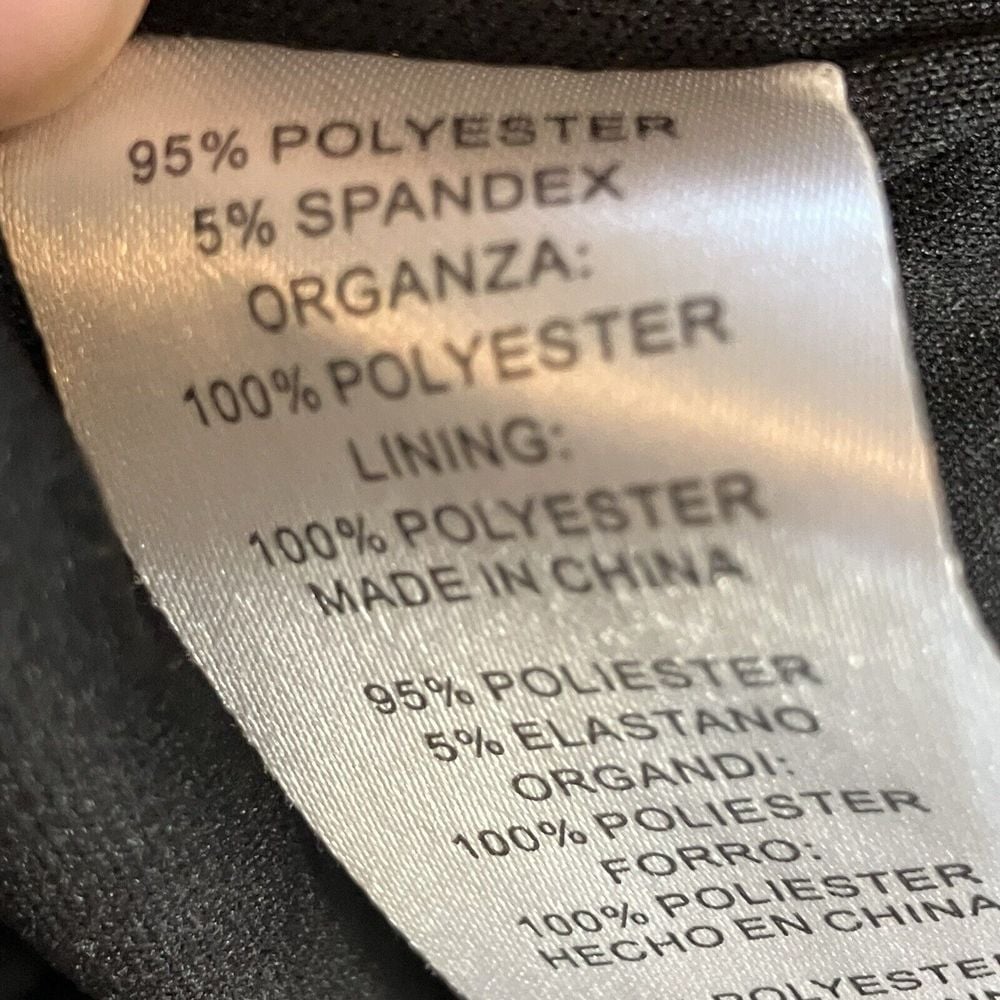 95% POLYESTER
5% SPANDEX
ORGANZA:
100% POLYESTER
LINING:
100% POLYESTER
MADE IN CHINA
95% POLIESTER
5% ELASTANO
ORGANDI:
100% POLIESTER
FORRO:
100% POLIESTER
HECHO EN CHINA